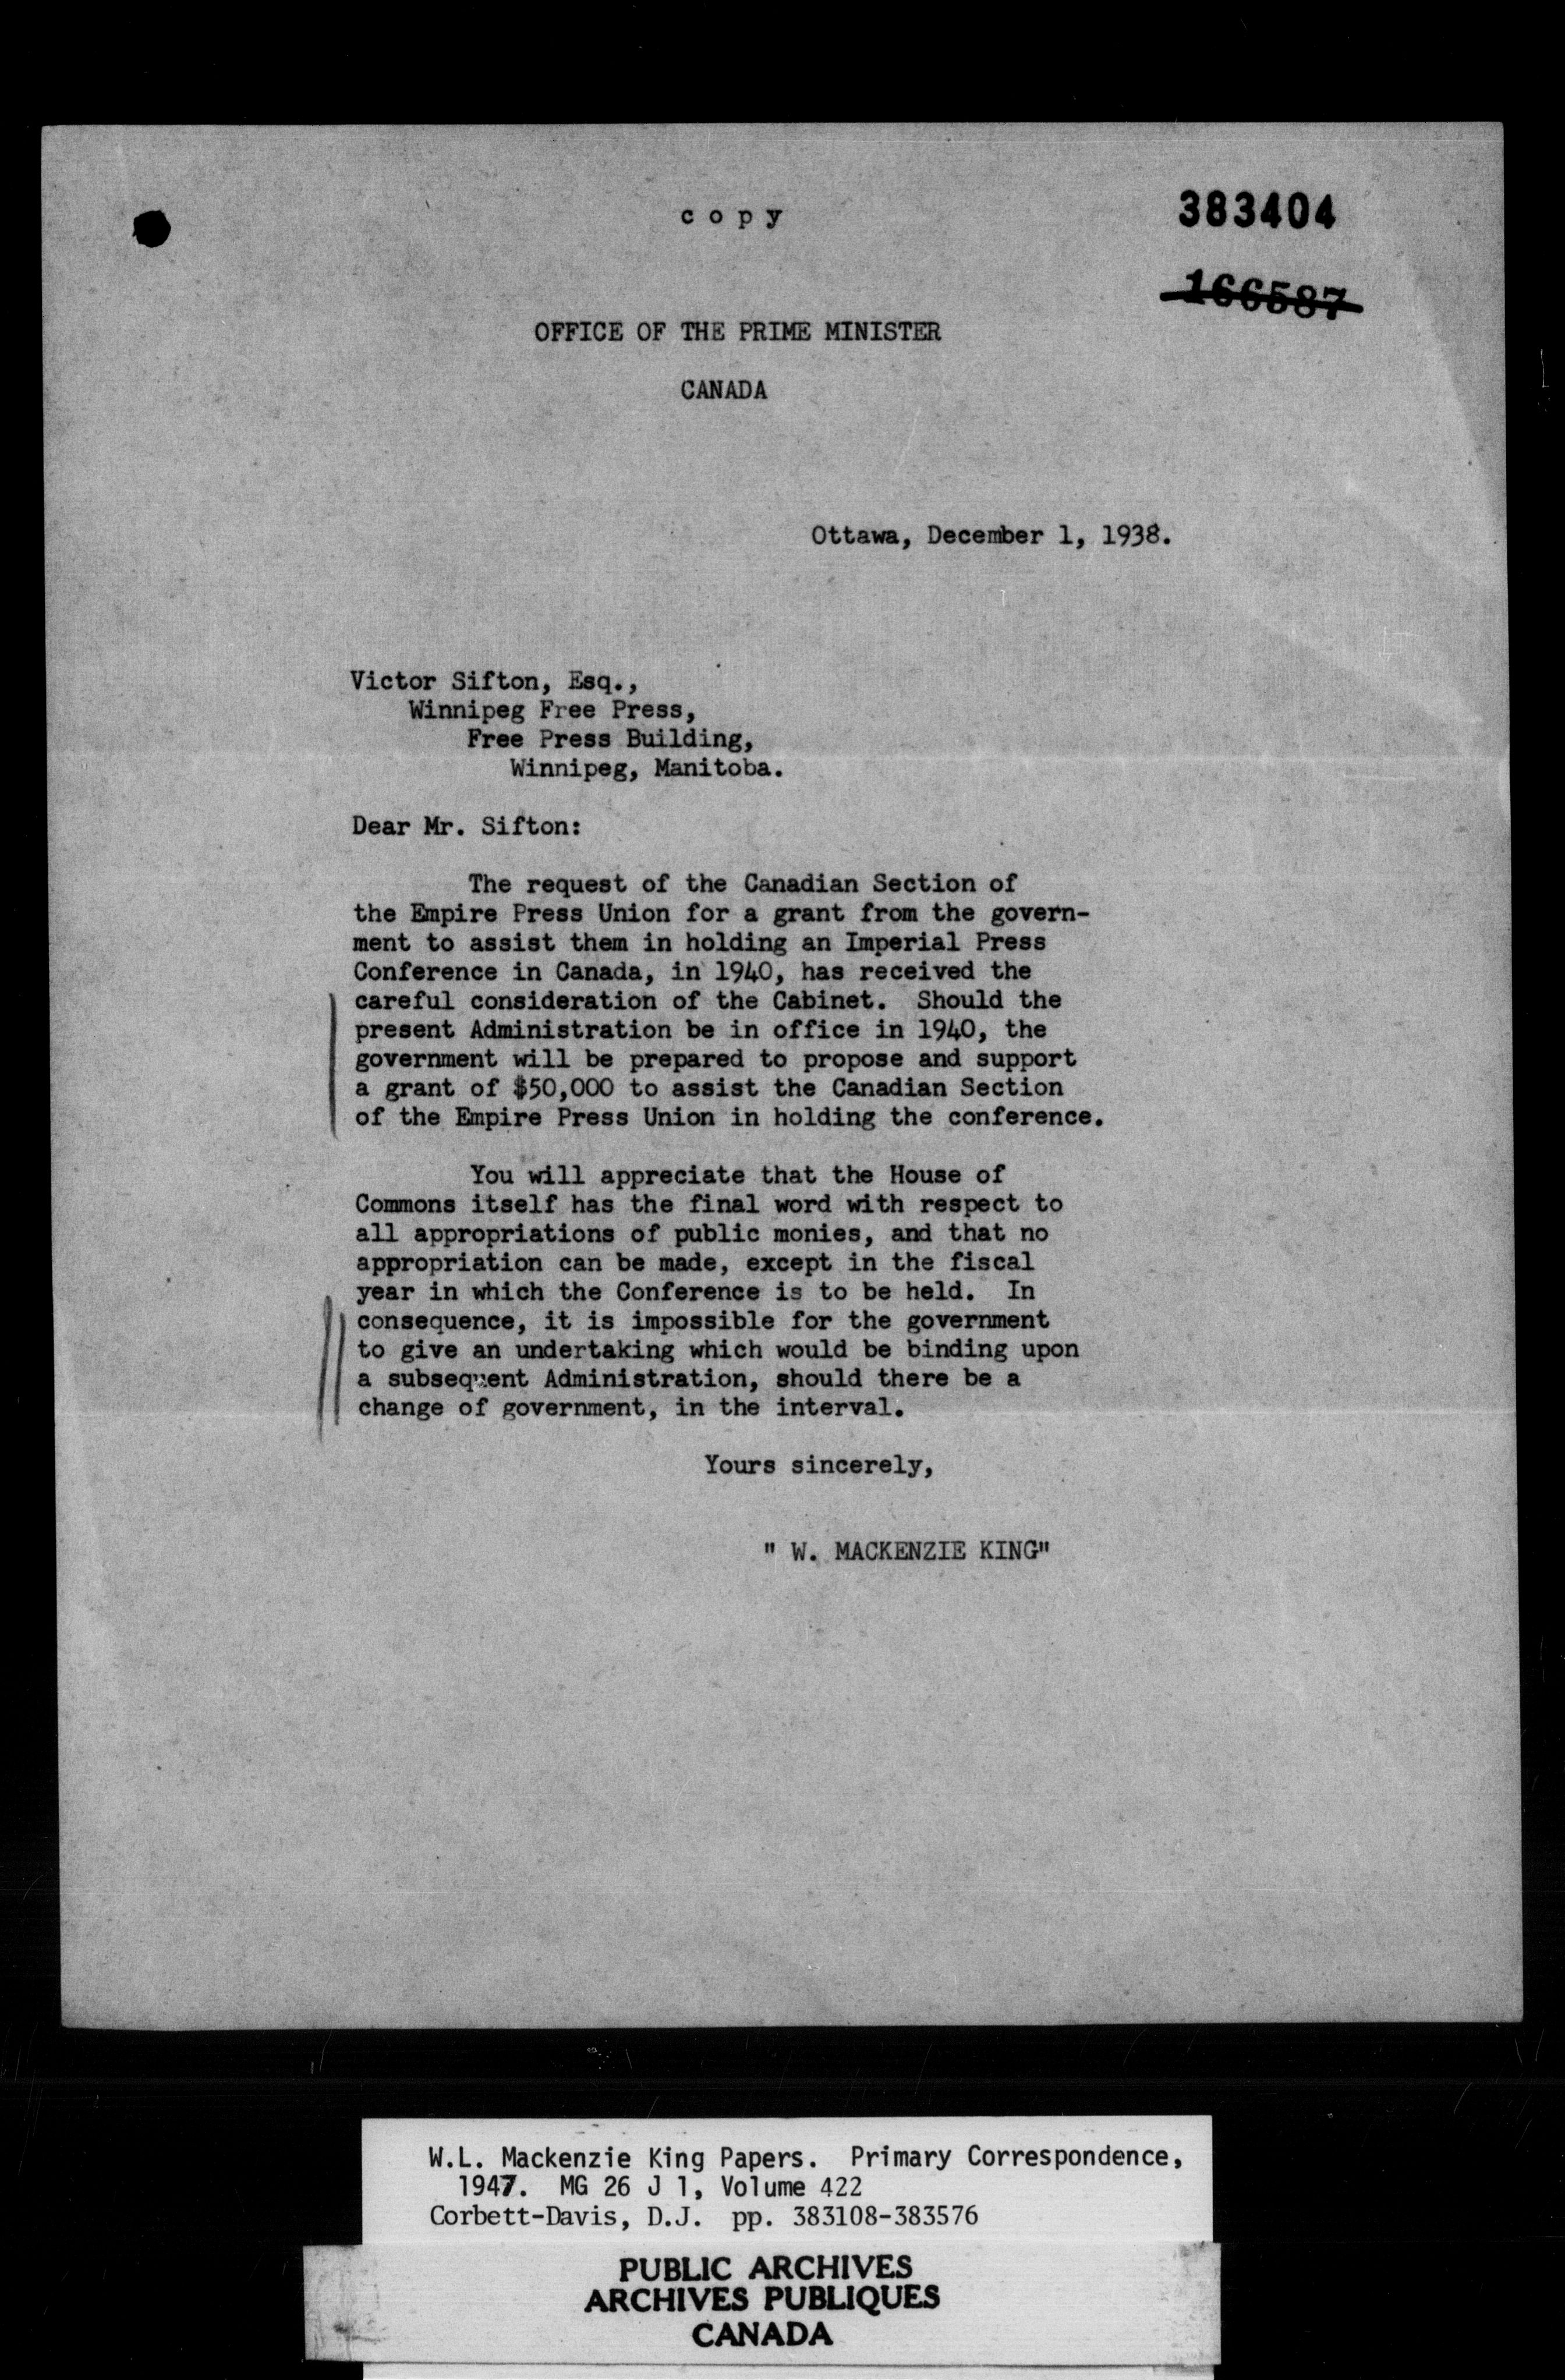 copy
383404
166587
OFFICE OF THE PRIME MINISTER
CANADA
Ottawa, December 1, 1938.
Victor Sifton, Esq.,
Winnipeg Free Press,
Free Press Building,
Winnipeg, Manitoba.
Dear Mr. Sifton:
The request of the Canadian Section of
the Empire Press Union for a grant from the govern-
ment to assist them in holding an Imperial Press
Conference in Canada, in 1940, has received the
careful consideration of the Cabinet. Should the
present Administration be in office in 1940, the
government will be prepared to propose and support
a grant of $50,000 to assist the Canadian Section
of the Empire Press Union in holding the conference.
You will appreciate that the House of
Commons itself has the final word with respect to
all appropriations of public monies, and that no
appropriation can be made, except in the fiscal
year in which the Conference is to be held. In
consequence, it is impossible for the government
to give an undertaking which would be binding upon
a subsequent Administration, should there be a
change of government, in the interval.
Yours sincerely,
" W. MACKENZIE KING"
W.L. Mackenzie King Papers. Primary Correspondence,
1947. MG 26 J 1, Volume 422
Corbett-Davis, D.J. pp. 383108-383576
PUBLIC ARCHIVES
ARCHIVES PUBLIQUES
CANADA